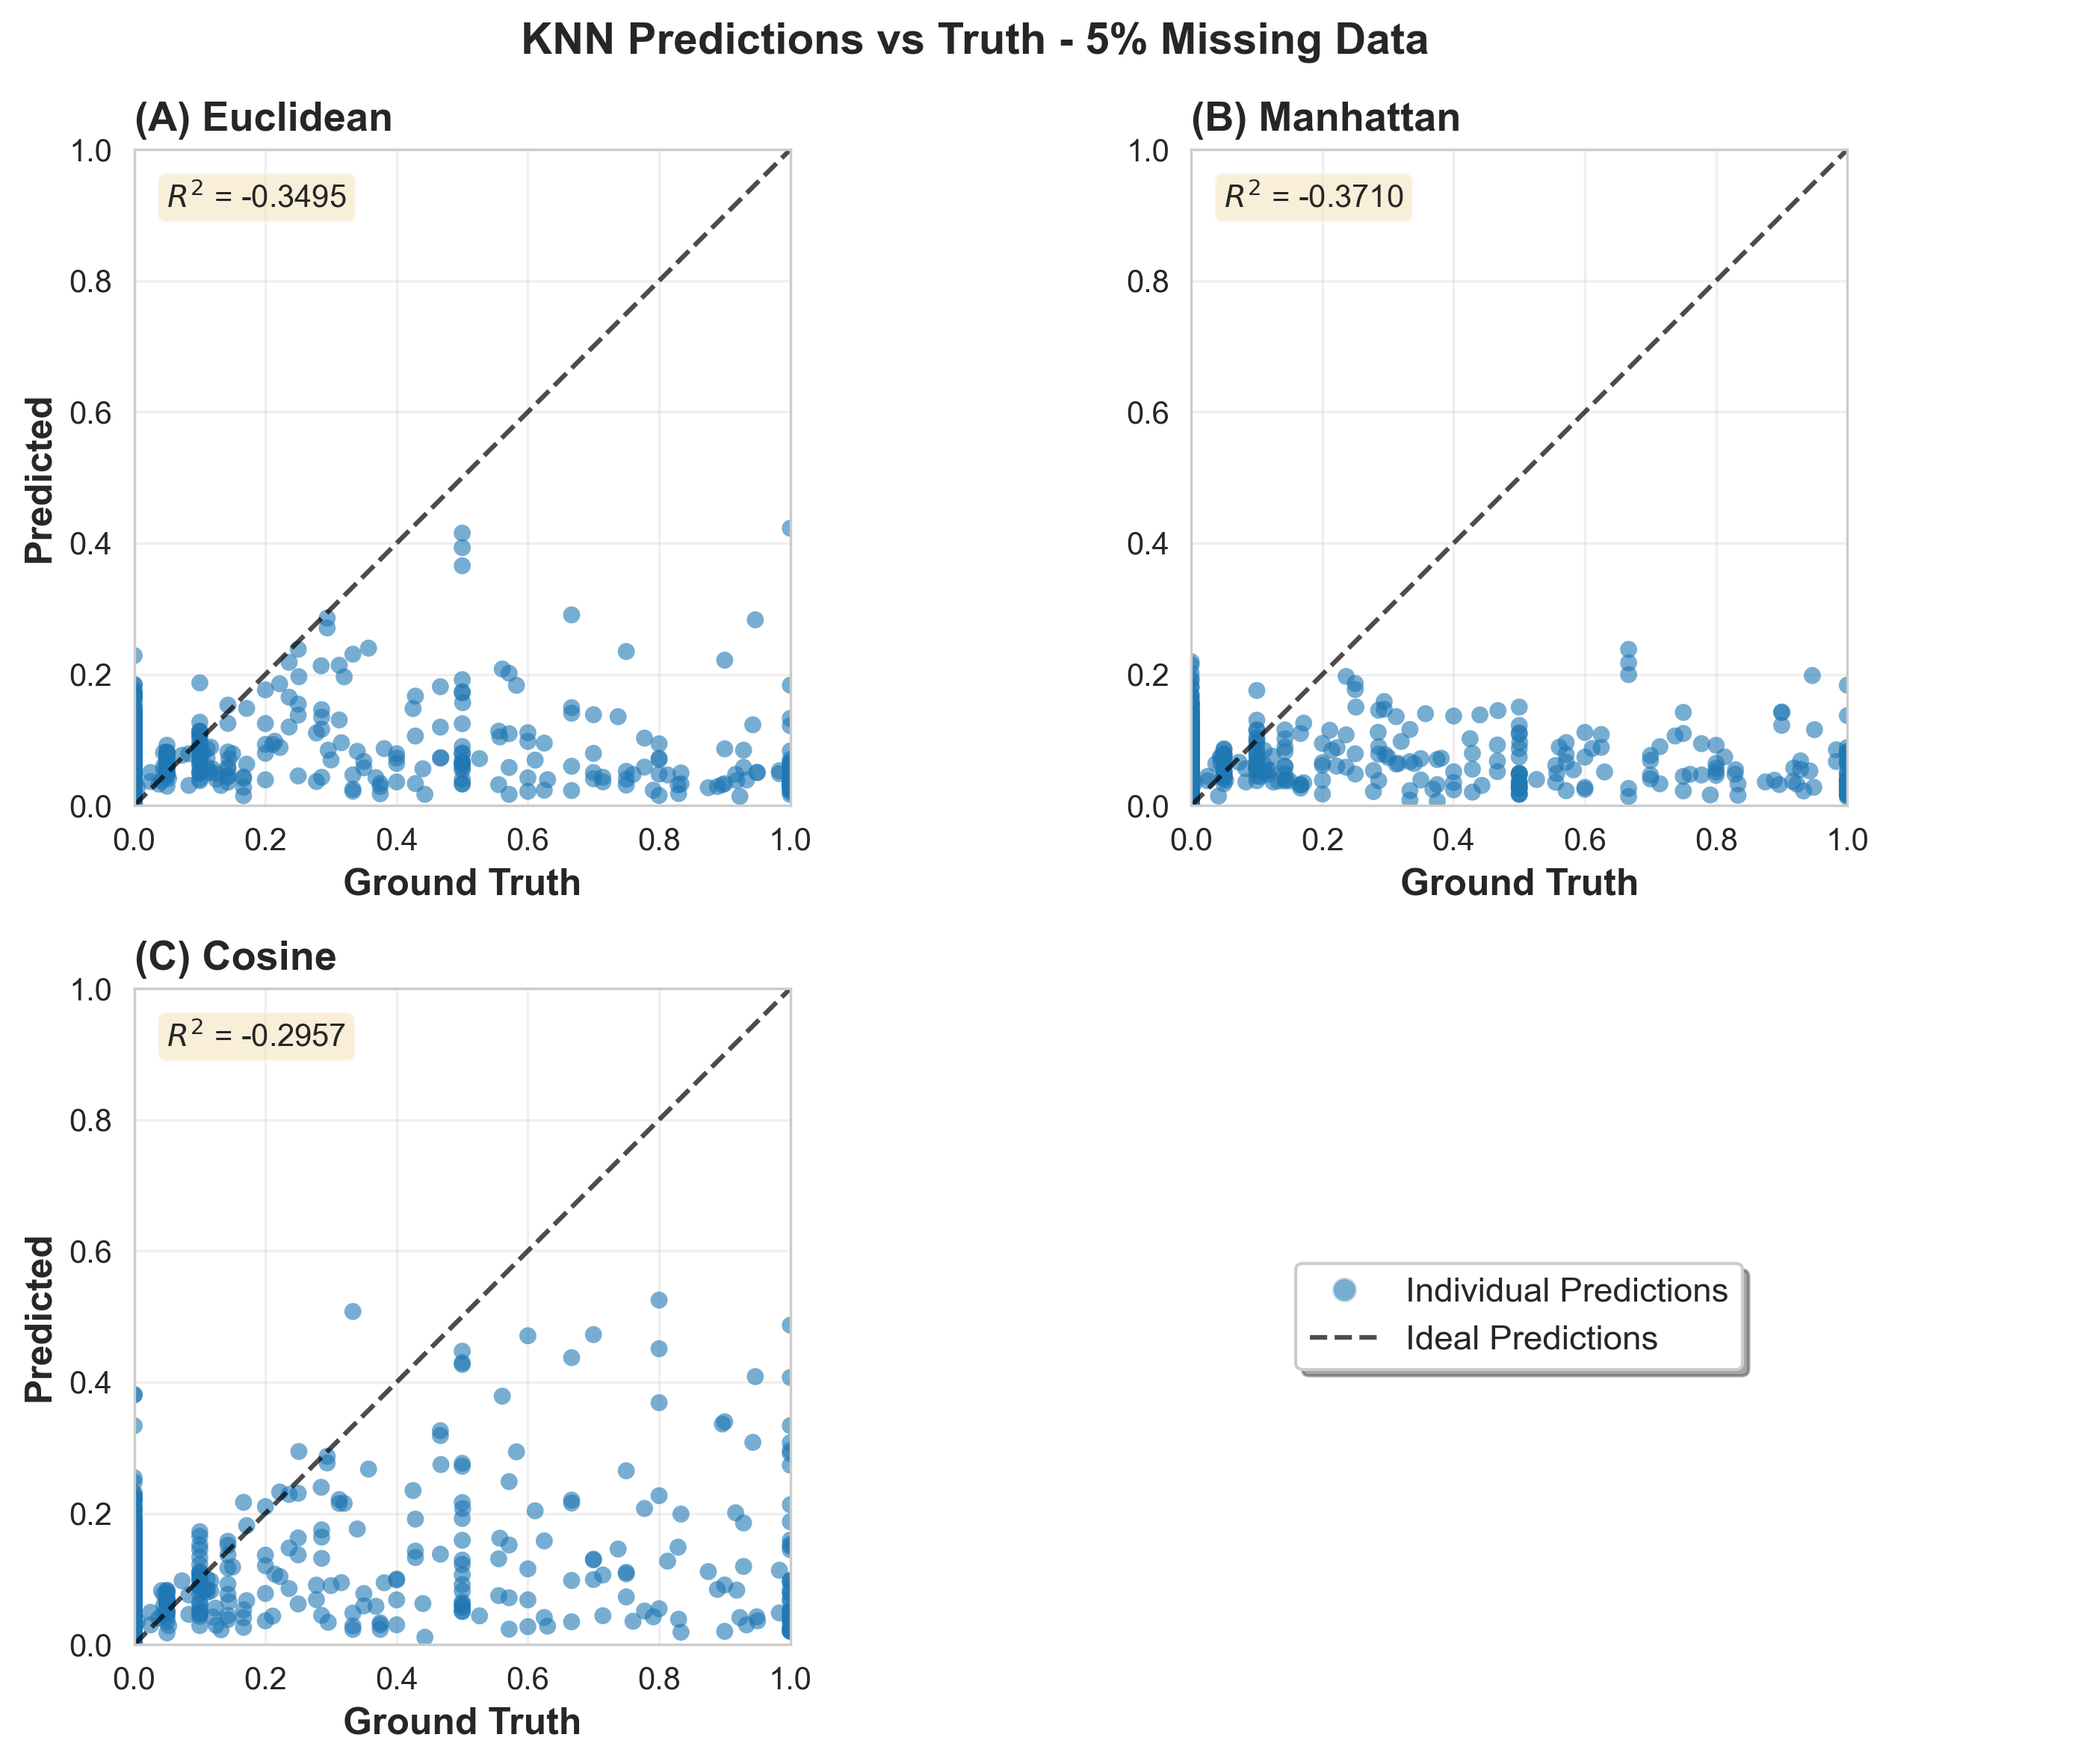 KNN Predictions vs Truth - 5% Missing Data
(A) Euclidean
R² = -0.3495
1.0
0.8
0.6
0.4
0.2
0.0
Predicted
0.0 0.2 0.4 0.6 0.8 1.0
Ground Truth
(B) Manhattan
R² = -0.3710
1.0
0.8
0.6
0.4
0.2
0.0
0.0 0.2 0.4 0.6 0.8 1.0
Ground Truth
(C) Cosine
R² = -0.2957
1.0
0.8
0.6
0.4
0.2
0.0
Predicted
0.0 0.2 0.4 0.6 0.8 1.0
Ground Truth
Individual Predictions
Ideal Predictions